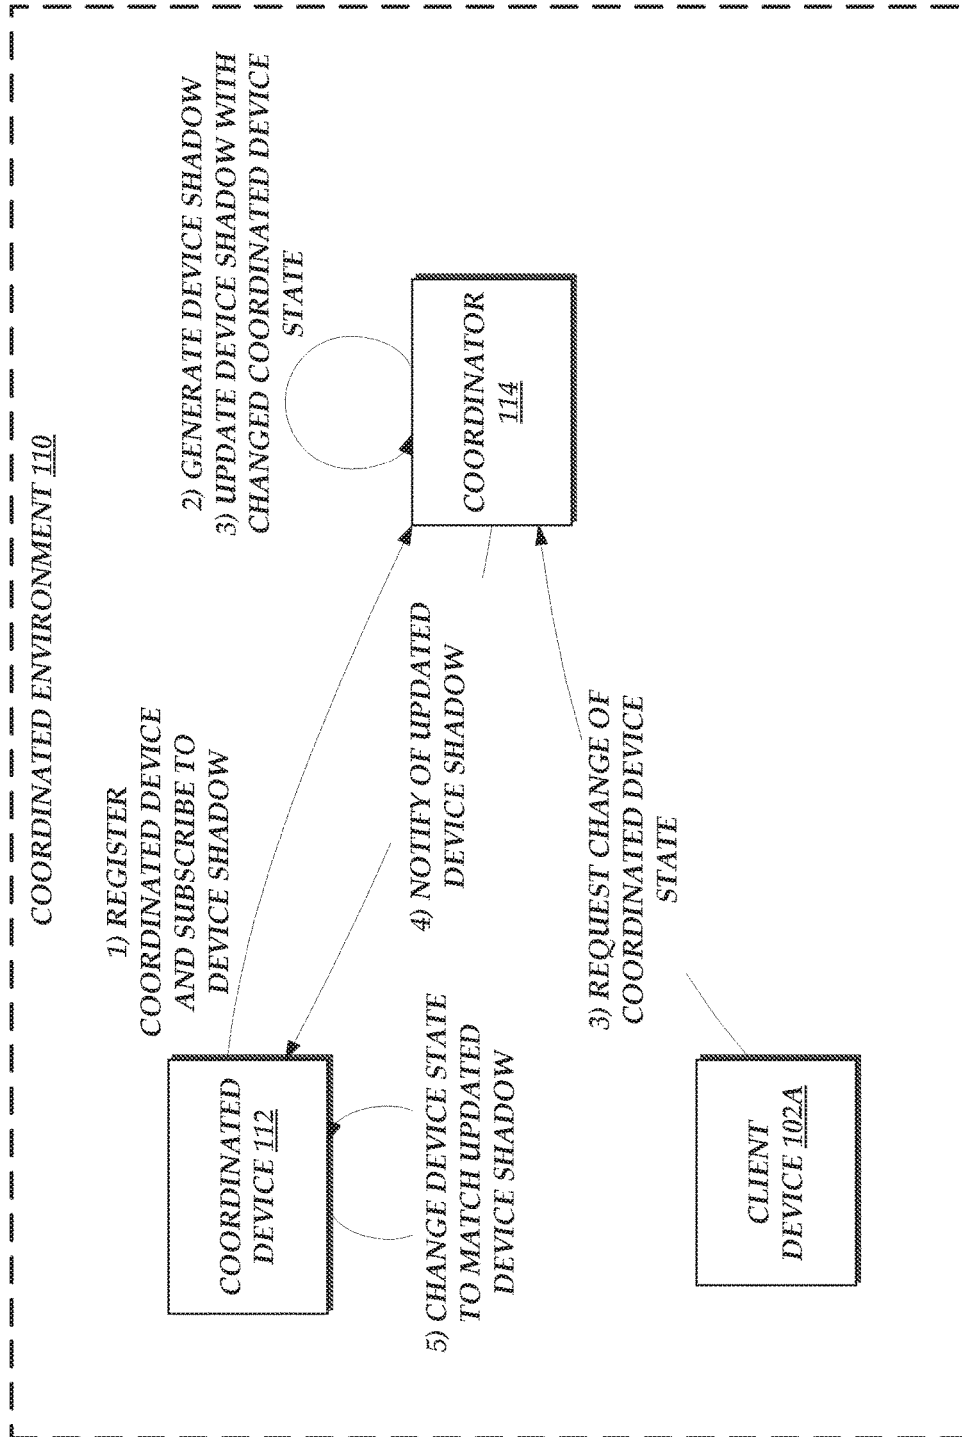 COORDINATED ENVIRONMENT 110
1) REGISTER
COORDINATED DEVICE
AND SUBSCRIBE TO
DEVICE SHADOW
2) GENERATE DEVICE SHADOW
3) UPDATE DEVICE SHADOW WITH
CHANGED COORDINATED DEVICE
STATE
COORDINATED
DEVICE 112
COORDINATOR
114
4) NOTIFY OF UPDATED
DEVICE SHADOW
5) CHANGE DEVICE STATE
TO MATCH UPDATED
DEVICE SHADOW
3) REQUEST CHANGE OF
COORDINATED DEVICE
STATE
CLIENT
DEVICE 102A